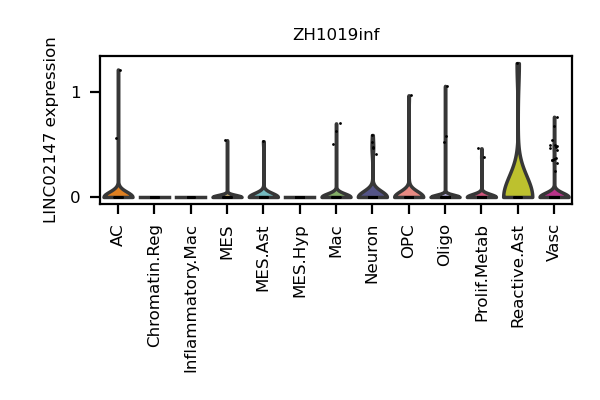 ZH1019inf
LINC02147 expression
1
0
AC
Chromatin.Reg
Inflammatory.Mac
MES
MES.Ast
MES.Hyp
Mac
Neuron
OPC
Oligo
Prolif.Metab
Reactive.Ast
Vasc